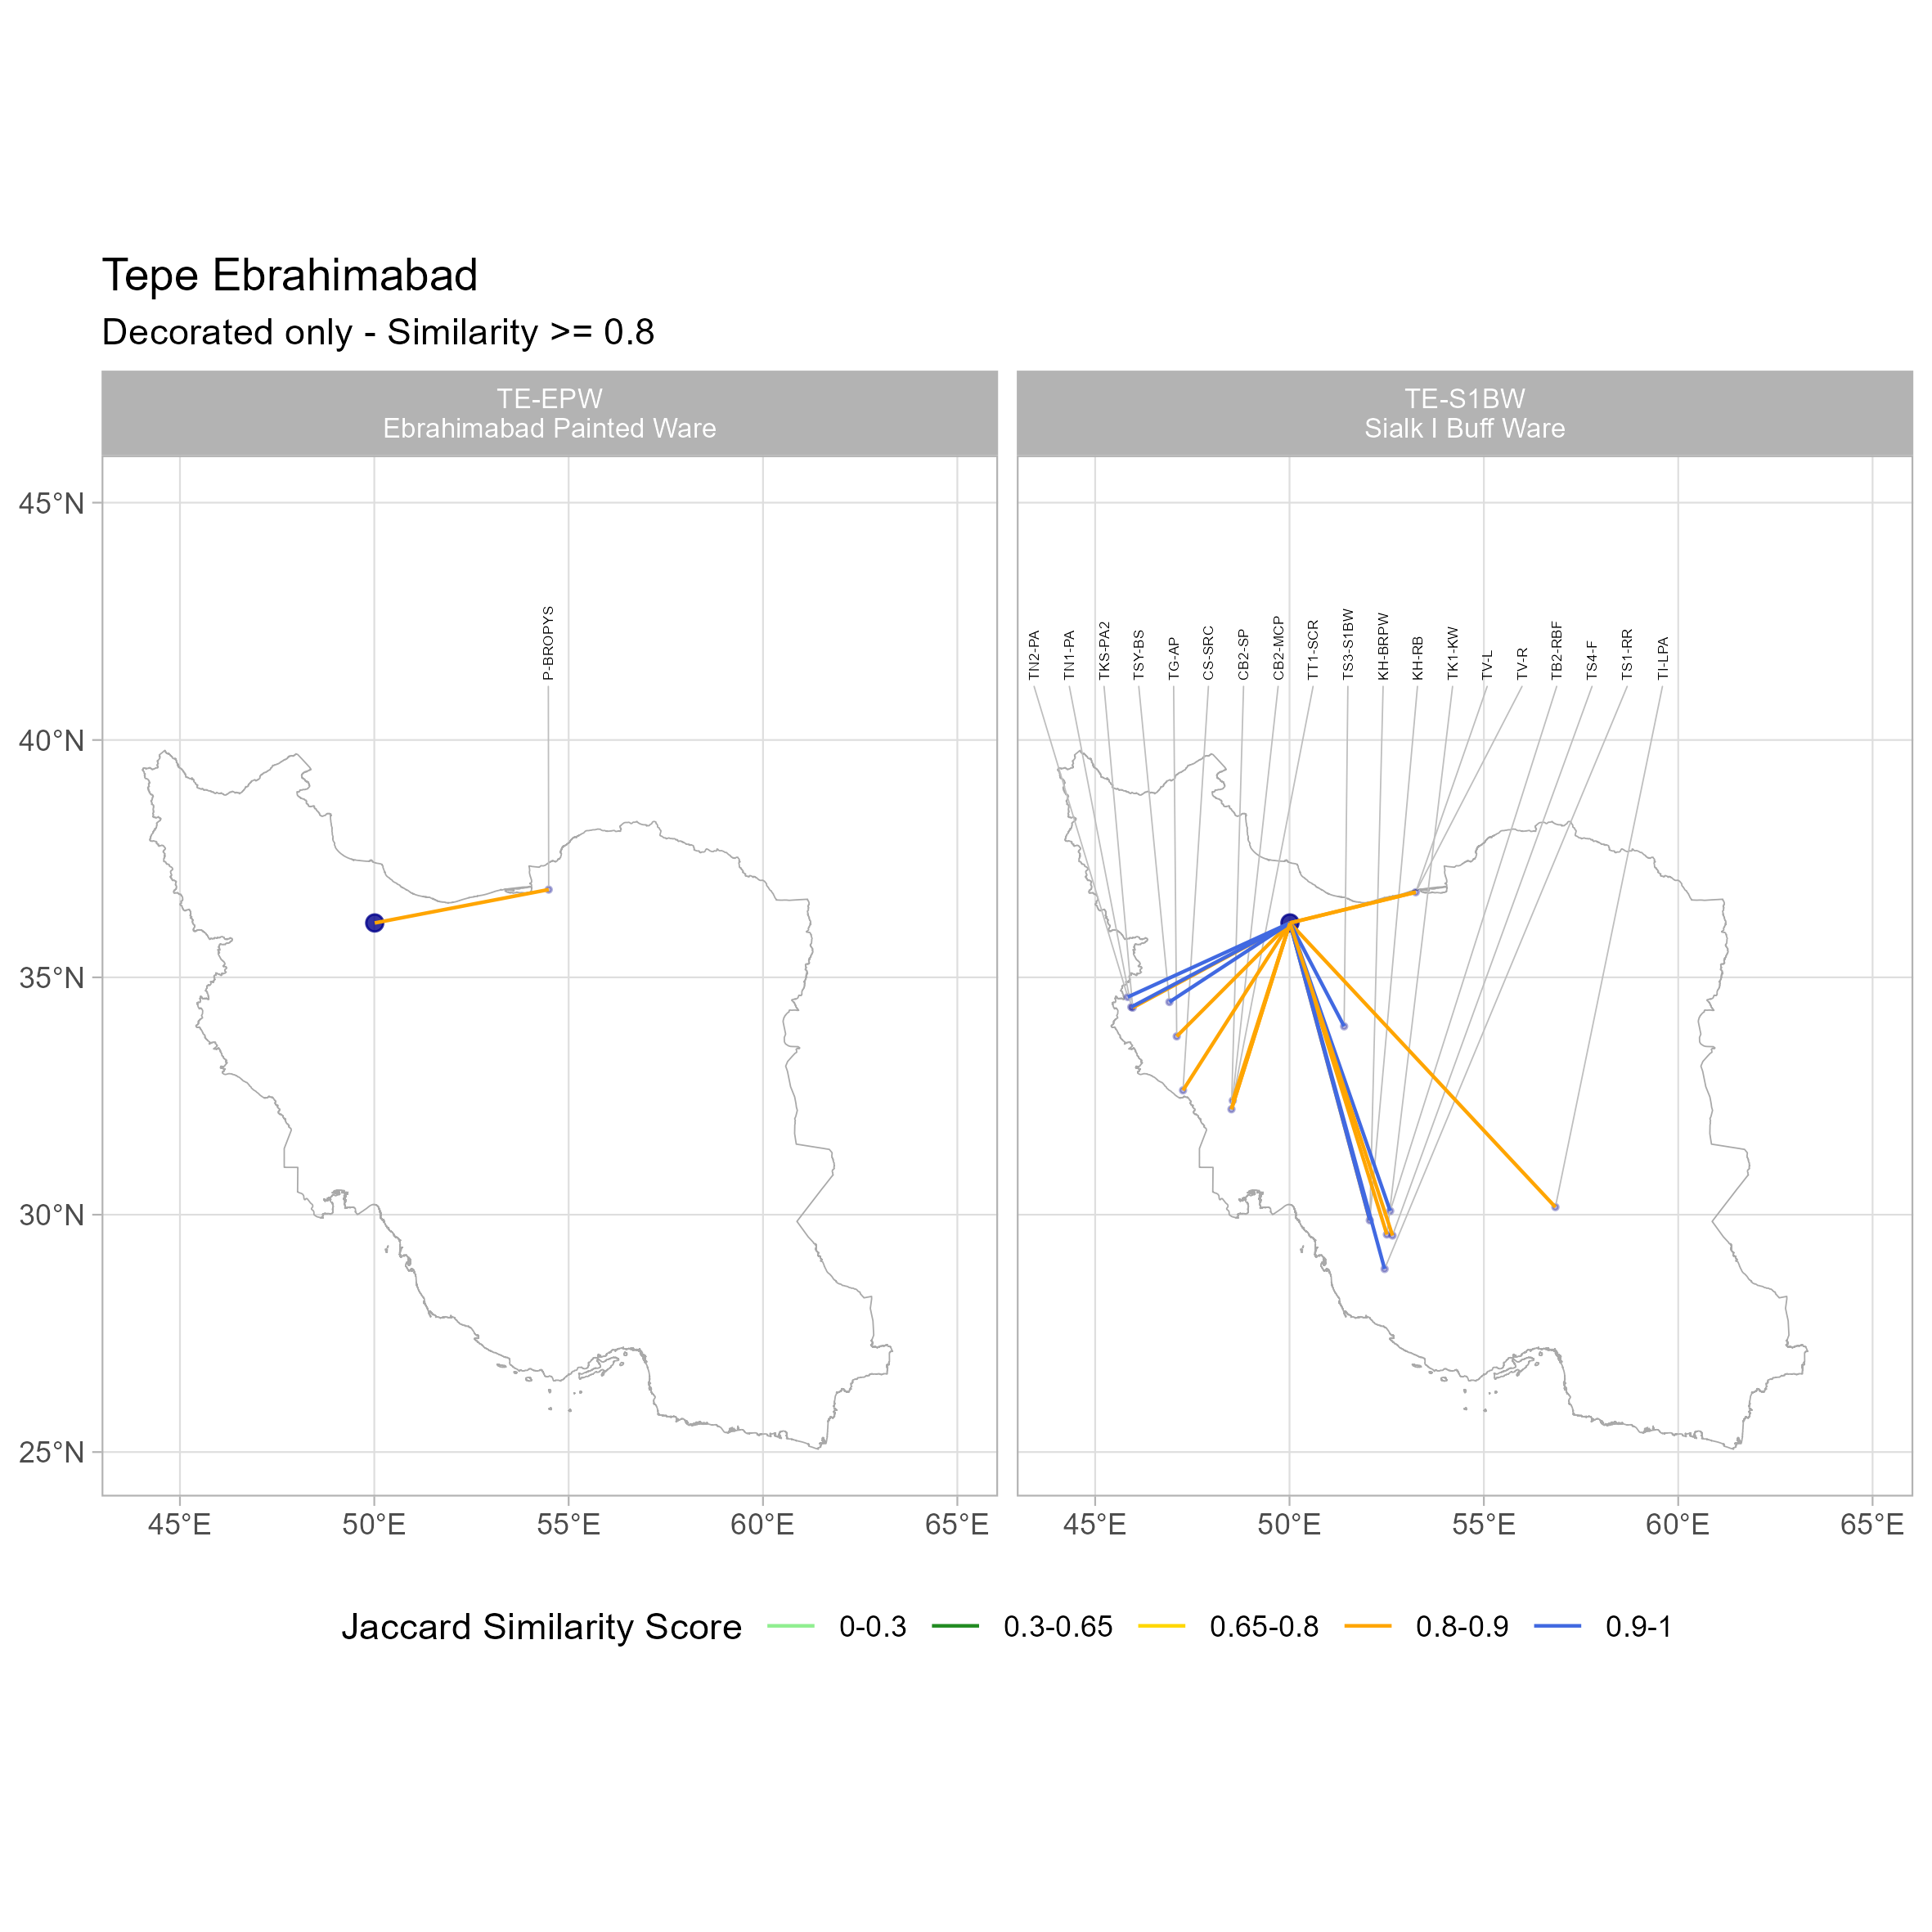 Tepe Ebrahimabad
Decorated only - Similarity >= 0.8
TE-EPW
Ebrahimabad Painted Ware
TE-S1BW
Sialk I Buff Ware
45°N
40°N
35°N
30°N
25°N
P-BROPYS
TN2-PA
TN1-PA
TKS-PA2
TSY-BS
TG-AP
CS-SRC
CB2-SP
CB2-MCP
TT1-SCR
TS3-S1BW
KH-BRPW
KH-RB
TK1-KW
TV-L
TV-R
TB2-RBF
TS4-F
TS1-RR
TI-LPA
45°E 50°E 55°E 60°E 65°E
45°E 50°E 55°E 60°E 65°E
Jaccard Similarity Score 0-0.3 0.3-0.65 0.65-0.8 0.8-0.9 0.9-1